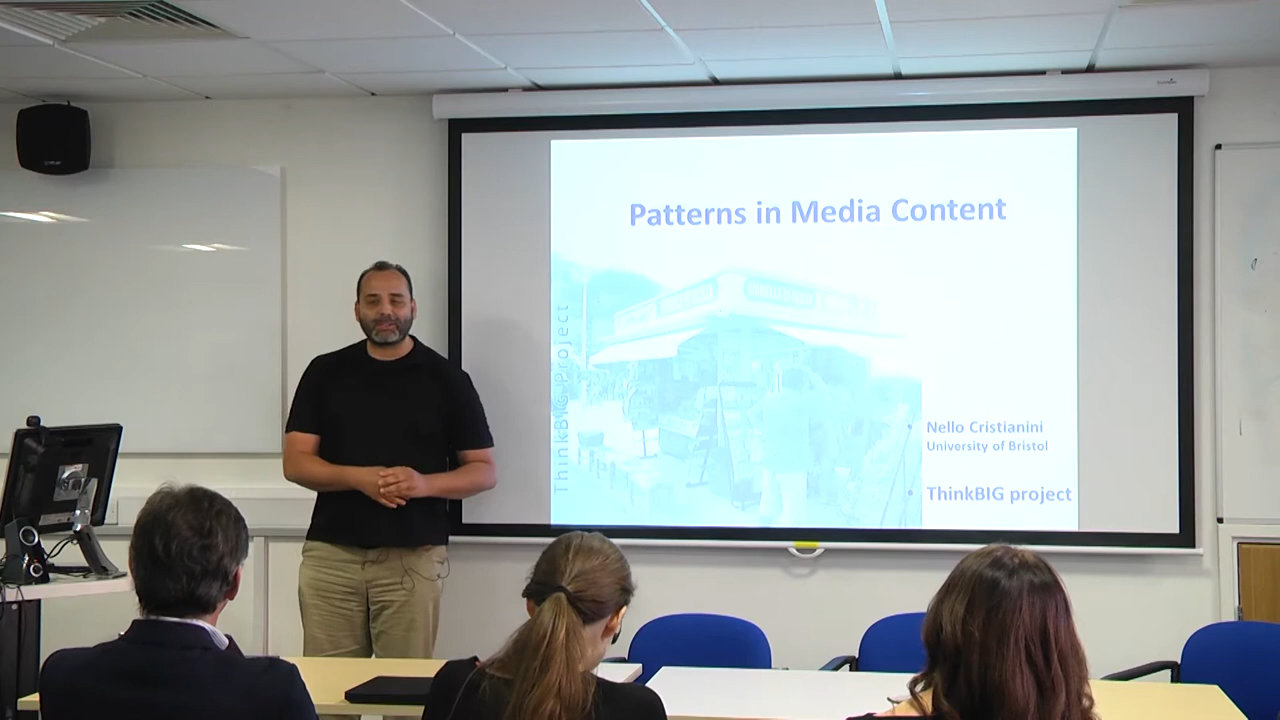 Patterns in Media Content
ThinkBIG Project
Nello Cristianini
University of Bristol
ThinkBIG project